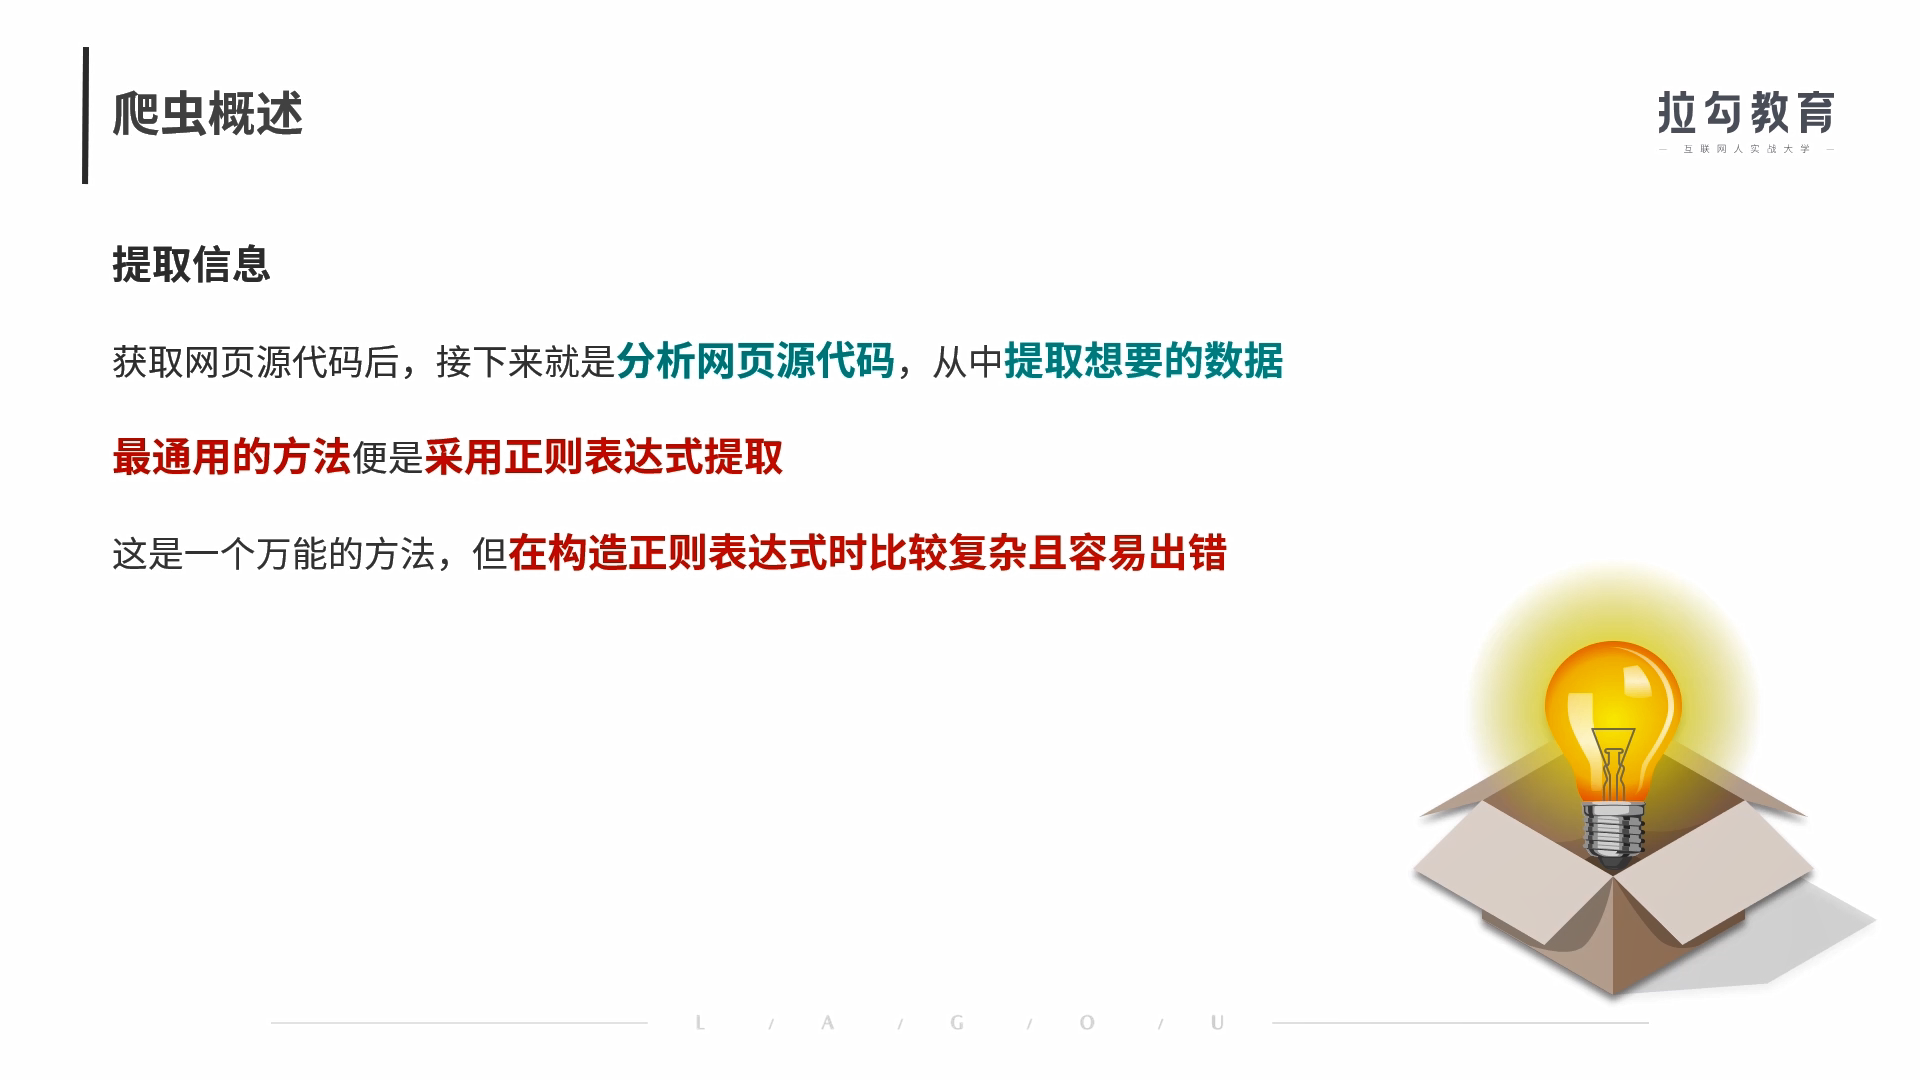 爬虫概述
拉勾教育
— 互联网人实战大学 —
提取信息
获取网页源代码后，接下来就是分析网页源代码，从中提取想要的数据
最通用的方法便是采用正则表达式提取
这是一个万能的方法，但在构造正则表达式时比较复杂且容易出错
L / A / G / O / U